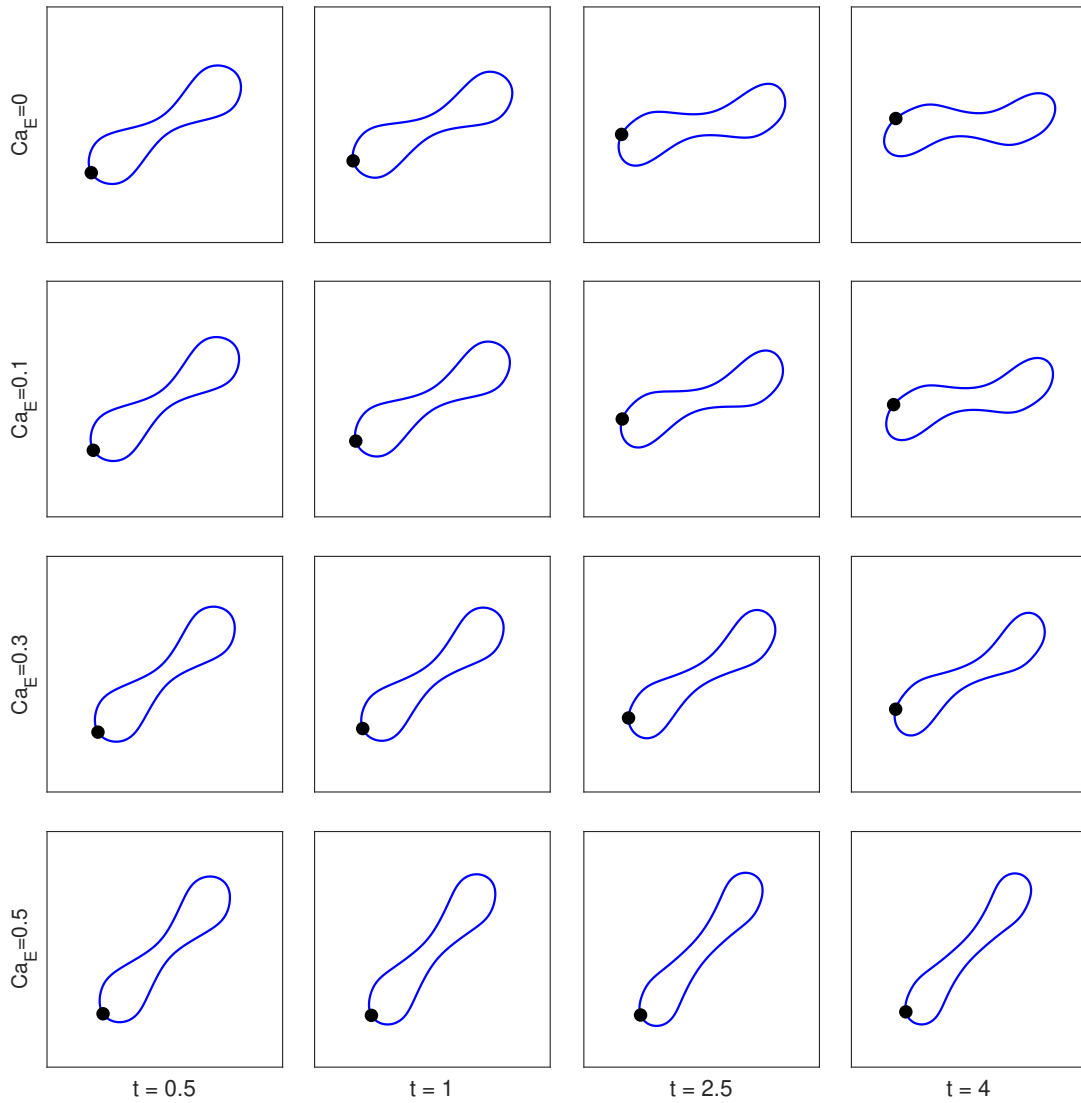 Ca_E=0
Ca_E=0.1
Ca_E=0.3
Ca_E=0.5
t = 0.5
t = 1
t = 2.5
t = 4